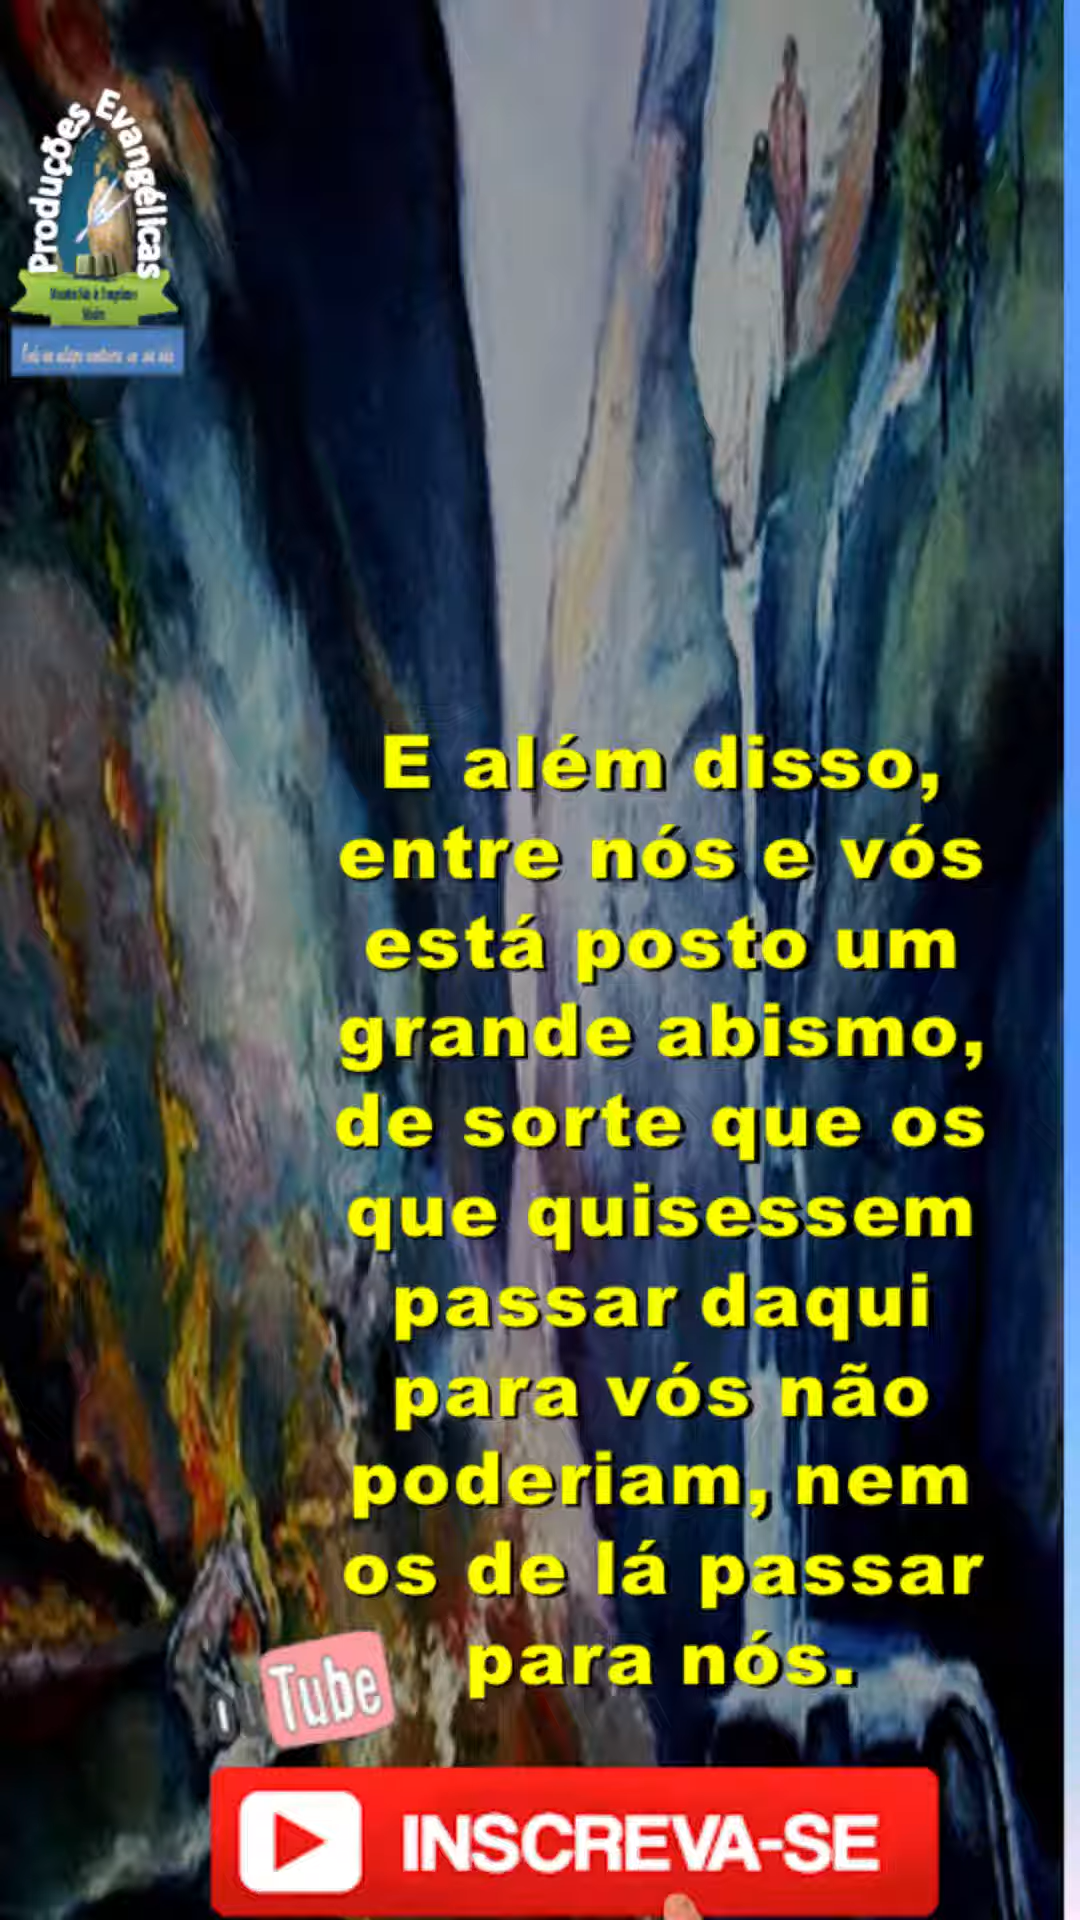 Produções Evangélicas
E além disso,
entre nós e vós
está posto um
grande abismo,
de sorte que os
que quisessem
passar daqui
para vós não
poderiam, nem
os de lá passar
para nós.
Tube
INSCREVA-SE